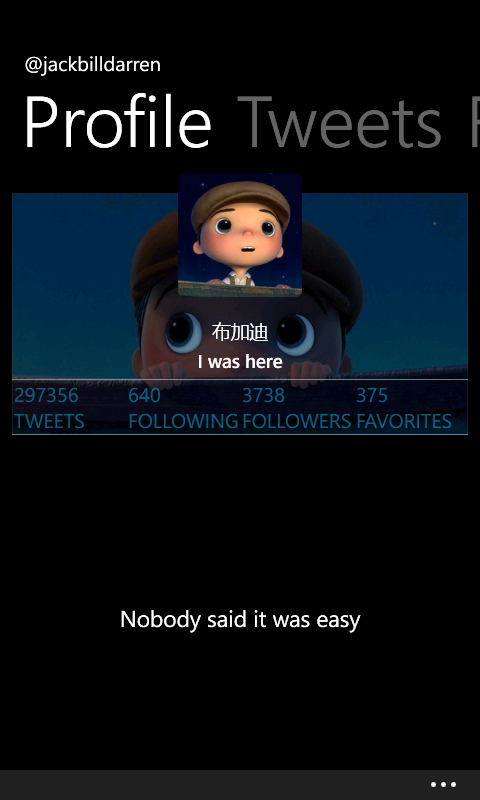 @jackbilldarren
Profile Tweets
布加迪
I was here
297356 640 3738 375
TWEETS FOLLOWING FOLLOWERS FAVORITES
Nobody said it was easy